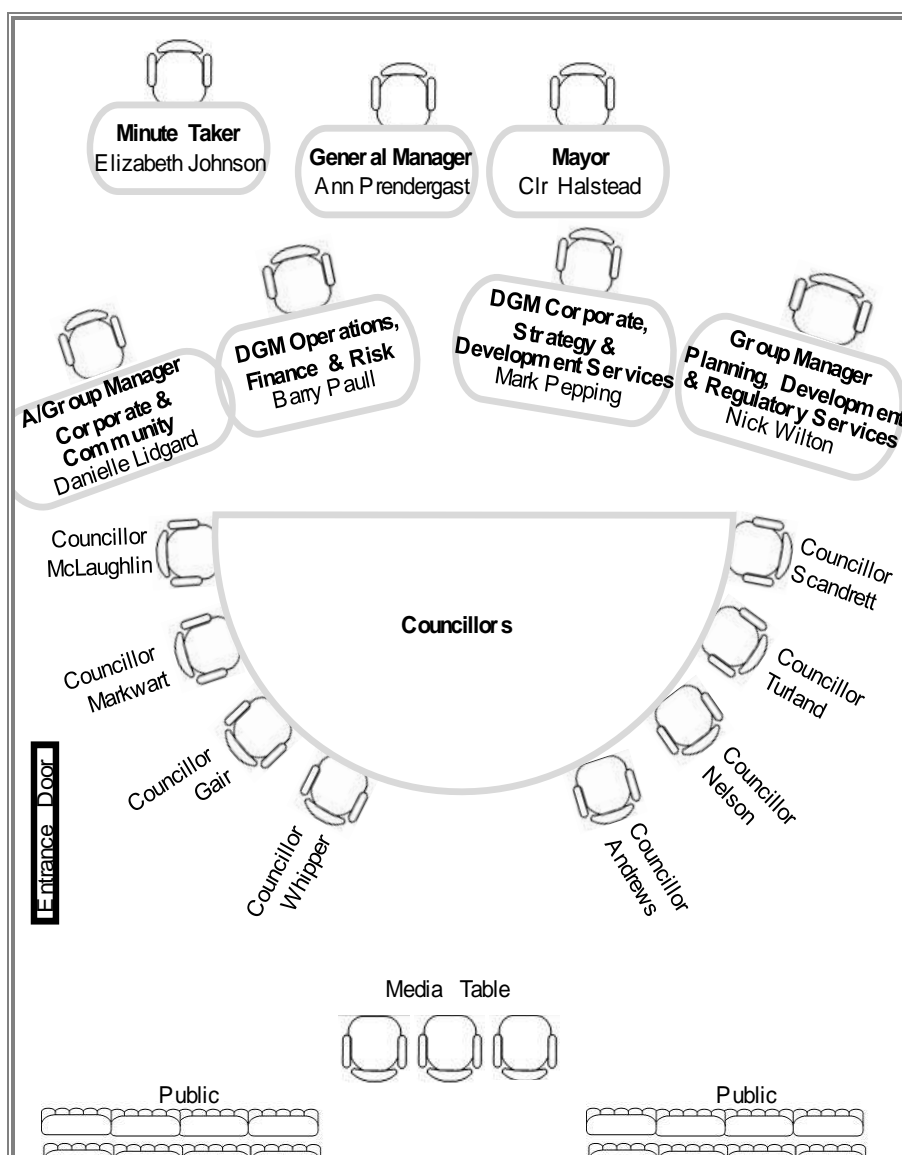 Minute Taker
Elizabeth Johnson
General Manager
Ann Prendergast
Mayor
Clr Halstead
A/Group Manager
Corporate &
Community
Danielle Lidgard
DGM Operations,
Finance & Risk
Barry Paull
DGM Corporate,
Strategy &
Development Services
Mark Pepping
Group Manager
Planning, Development
& Regulatory Services
Nick Wilton
Councillor
McLaughlin
Councillor
Markwart
Councillor
Gair
Councillor
Whipper
Councillors
Councillor
Scandrett
Councillor
Turland
Councillor
Nelson
Councillor
Andrews
Entrance Door
Media Table
Public
Public